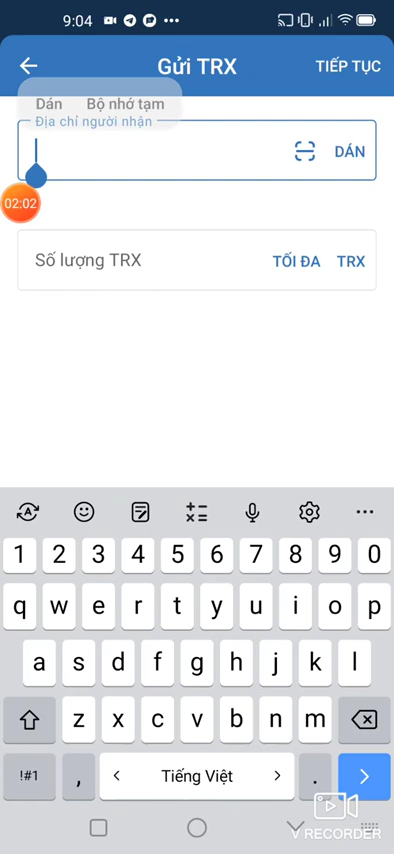 9:04
Gửi TRX
TIẾP TỤC
Dán Bộ nhớ tạm
Địa chỉ người nhận
DÁN
02:02
Số lượng TRX
TỐI ĐA TRX
1 2 3 4 5 6 7 8 9 0
q w e r t y u i o p
a s d f g h j k l
z x c v b n m
!#1 , < Tiếng Việt > .
V RECORDER